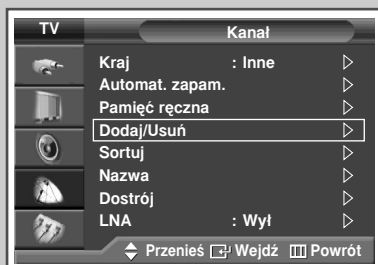 TV Kanał
Kraj : Inne
Automat. zapam.
Pamięć ręczna
Dodaj/Usuń
Sortuj
Nazwa
Dostrój
LNA : Wył
Przenieś Wejdź Powrót